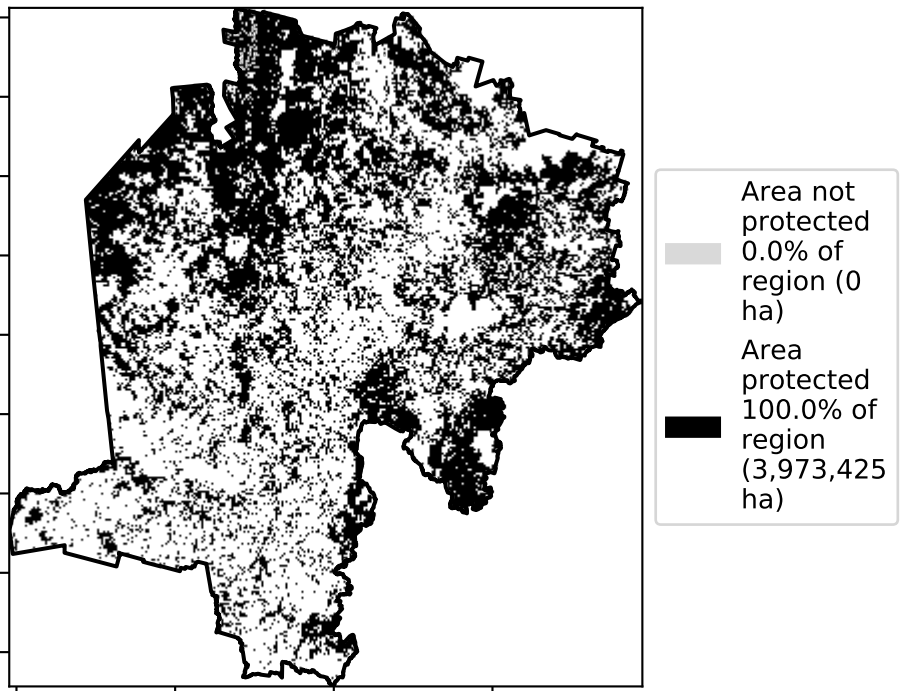 Area not
protected
0.0% of
region (0
ha)
Area
protected
100.0% of
region
(3,973,425
ha)